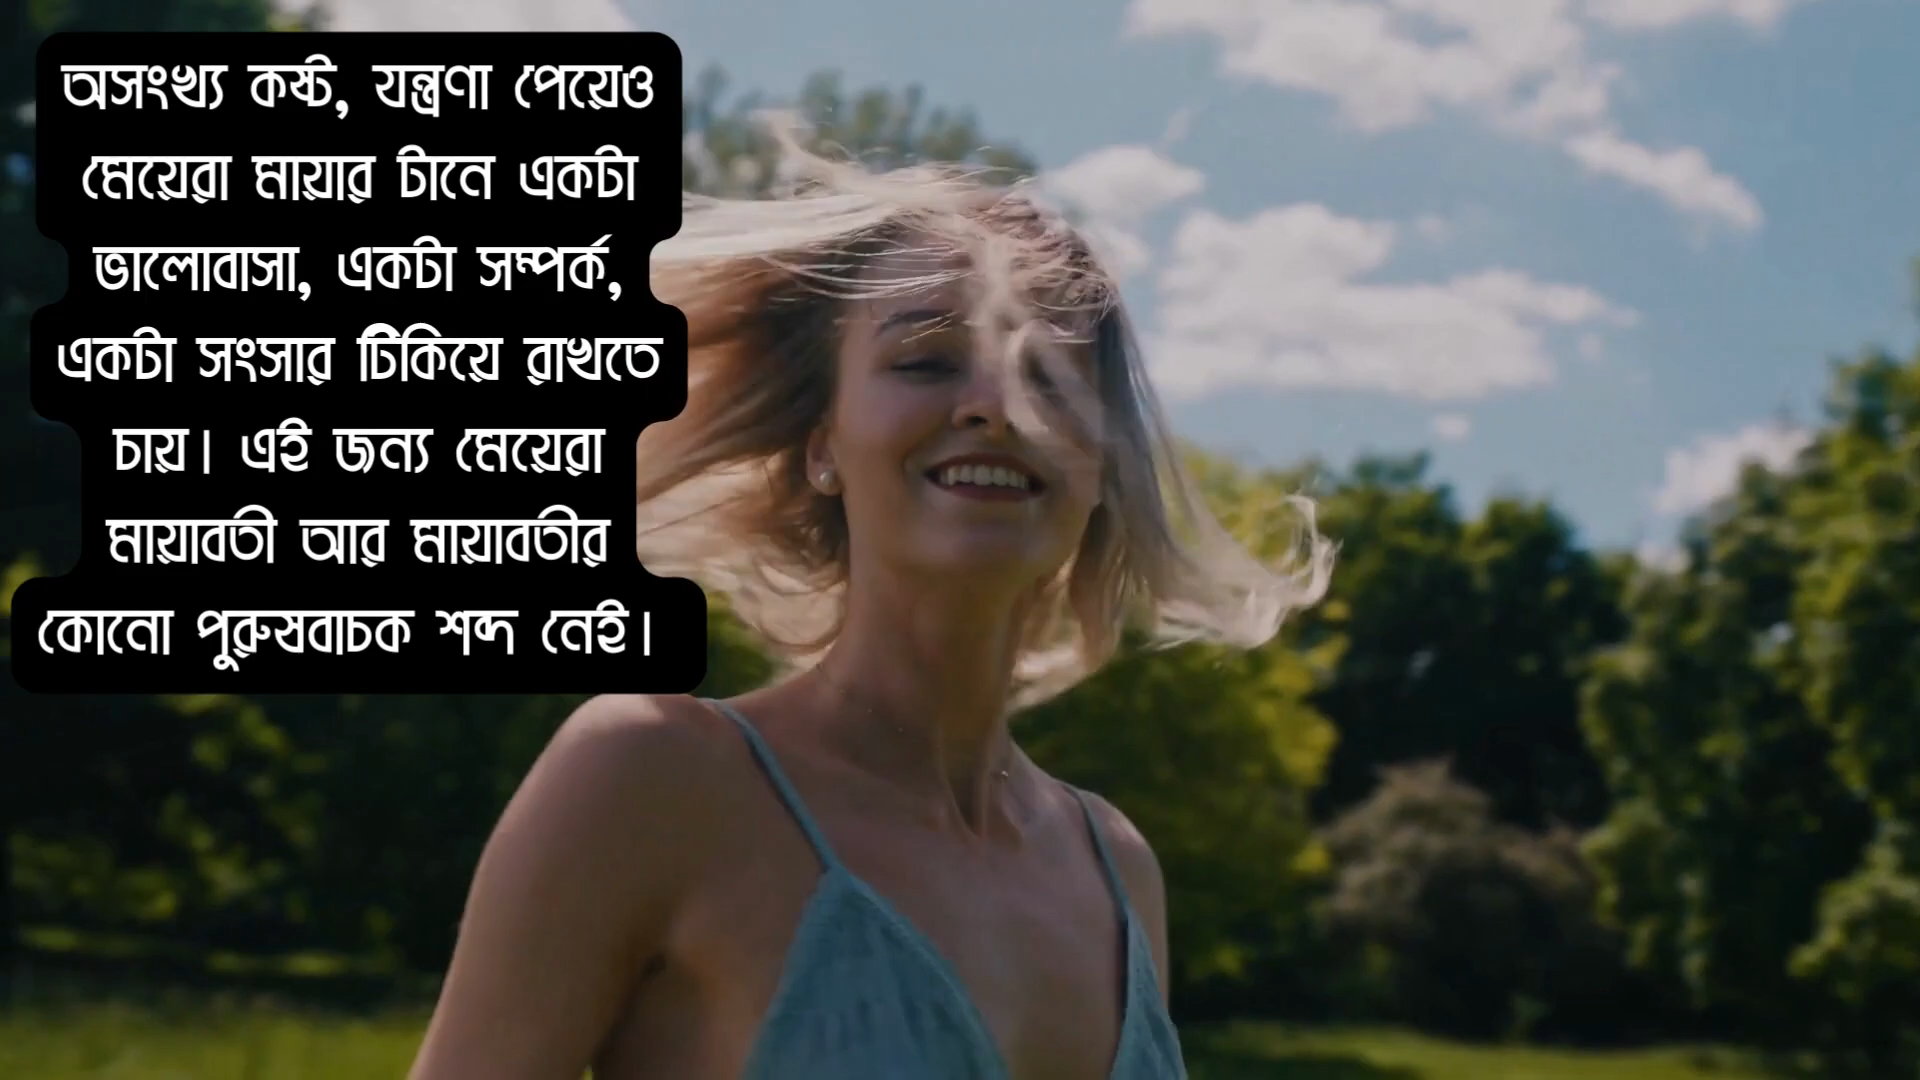 অসংখ্য কষ্ট, যন্ত্রণা পেয়েও
মেয়েরা মায়ার টানে একটা
ভালোবাসা, একটা সম্পর্ক,
একটা সংসার টিকিয়ে রাখতে
চায়। এই জন্য মেয়েরা
মায়াবতী আর মায়াবতীর
কোনো পুরুষবাচক শব্দ নেই।